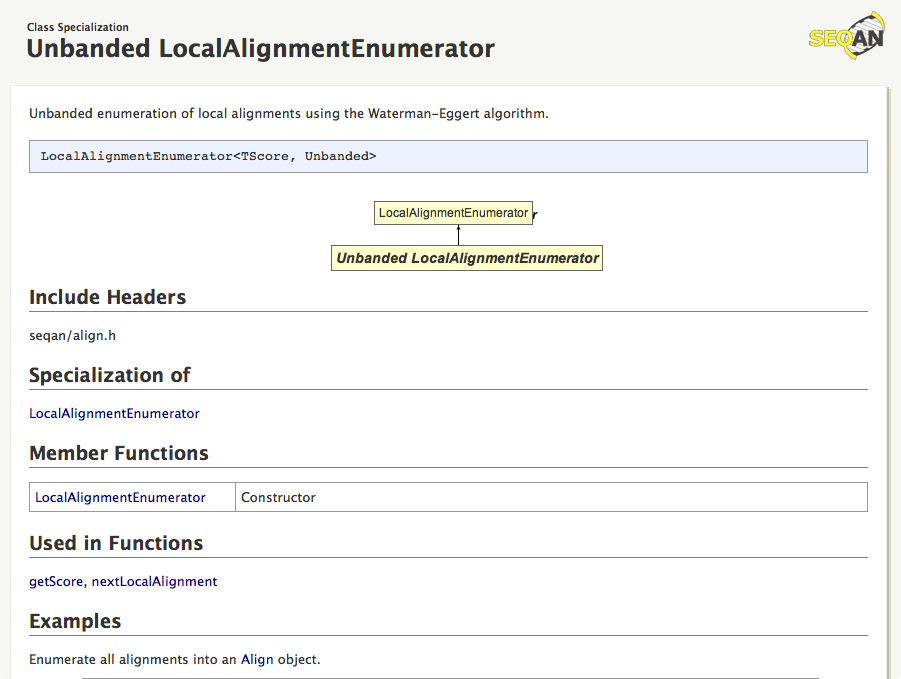 Class Specialization
Unbanded LocalAlignmentEnumerator
SEQAN
Unbanded enumeration of local alignments using the Waterman-Eggert algorithm.
LocalAlignmentEnumerator<TScore, Unbanded>
LocalAlignmentEnumerator
Unbanded LocalAlignmentEnumerator
Include Headers
seqan/align.h
Specialization of
LocalAlignmentEnumerator
Member Functions
LocalAlignmentEnumerator Constructor
Used in Functions
getScore, nextLocalAlignment
Examples
Enumerate all alignments into an Align object.